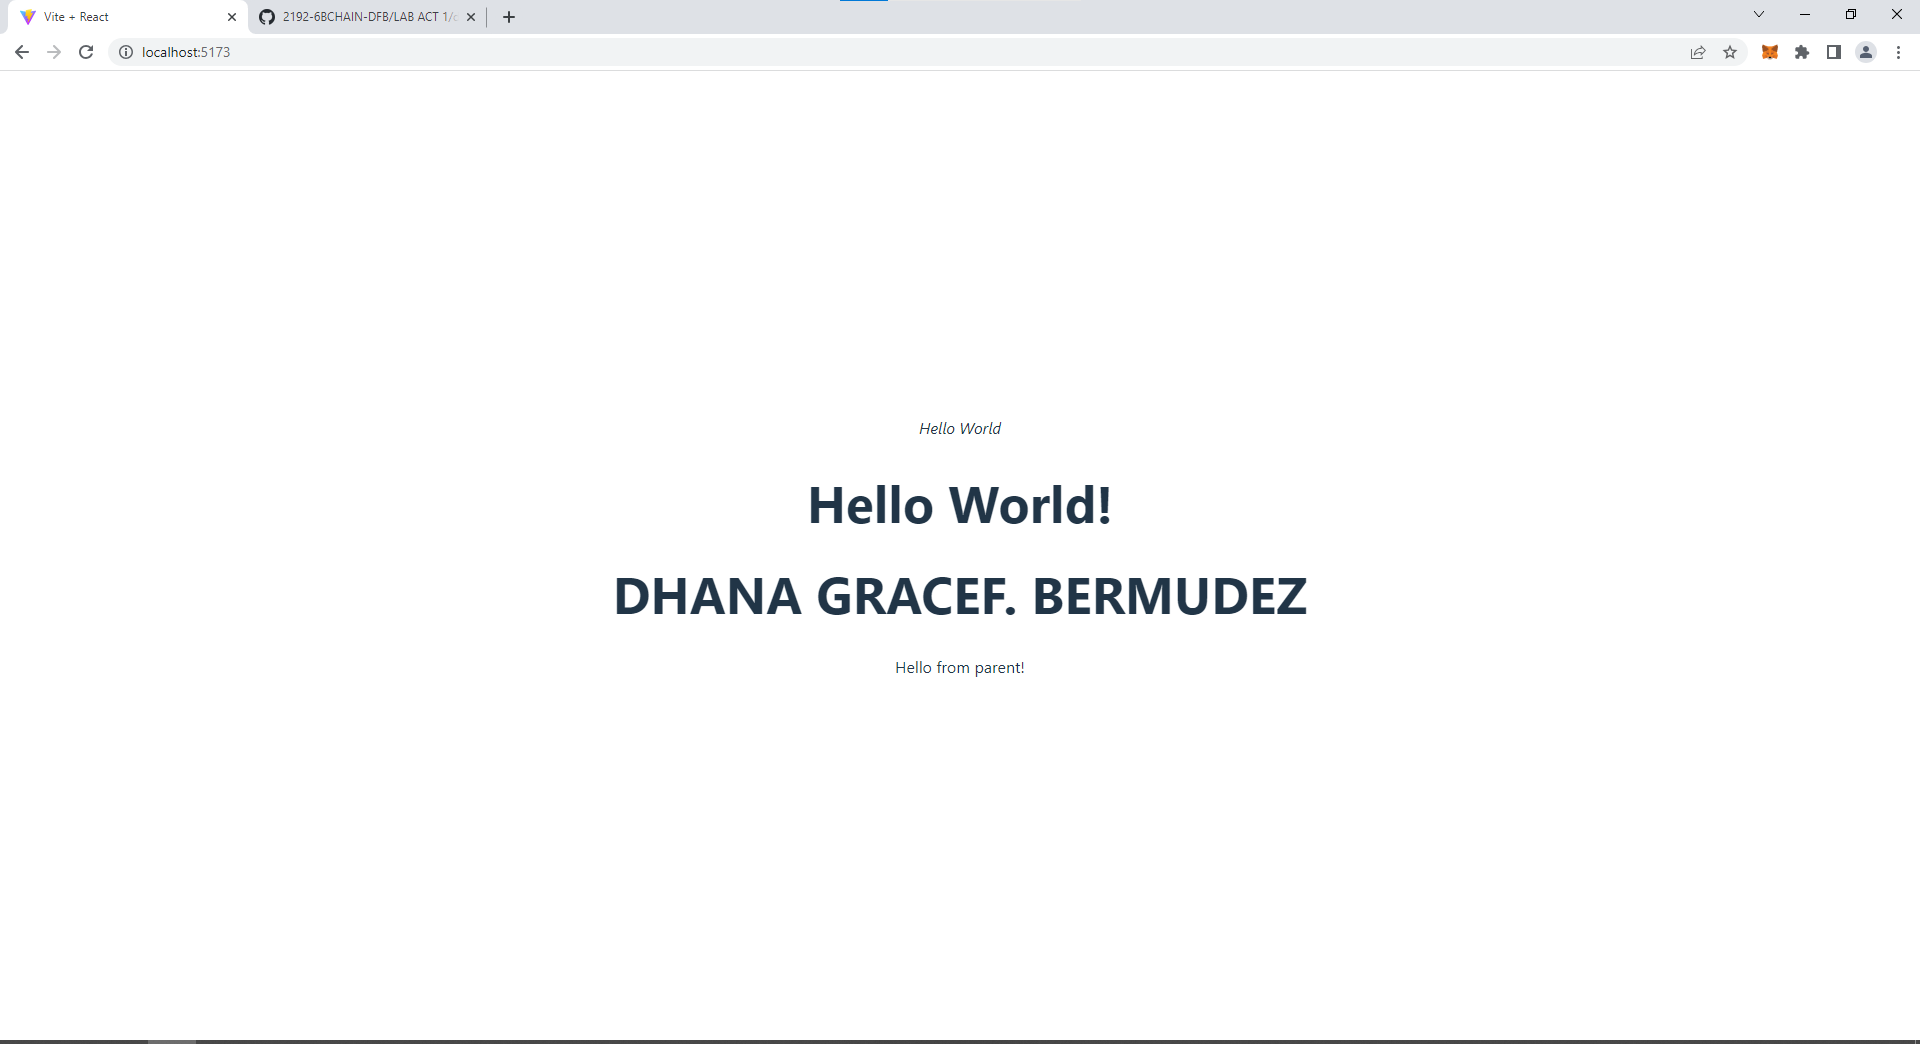 Vite + React
2192-6BCHAIN-DFB/LAB ACT 1/
localhost:5173
Hello World
Hello World!
DHANA GRACEF. BERMUDEZ
Hello from parent!